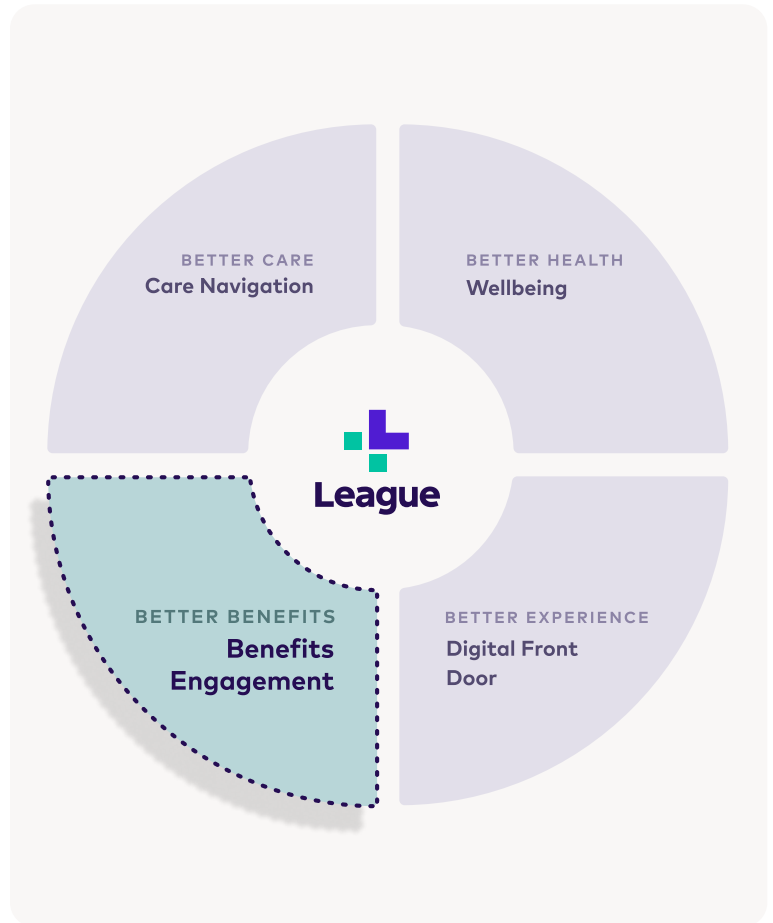 BETTER CARE
Care Navigation
BETTER HEALTH
Wellbeing
League
BETTER BENEFITS
Benefits
Engagement
BETTER EXPERIENCE
Digital Front
Door